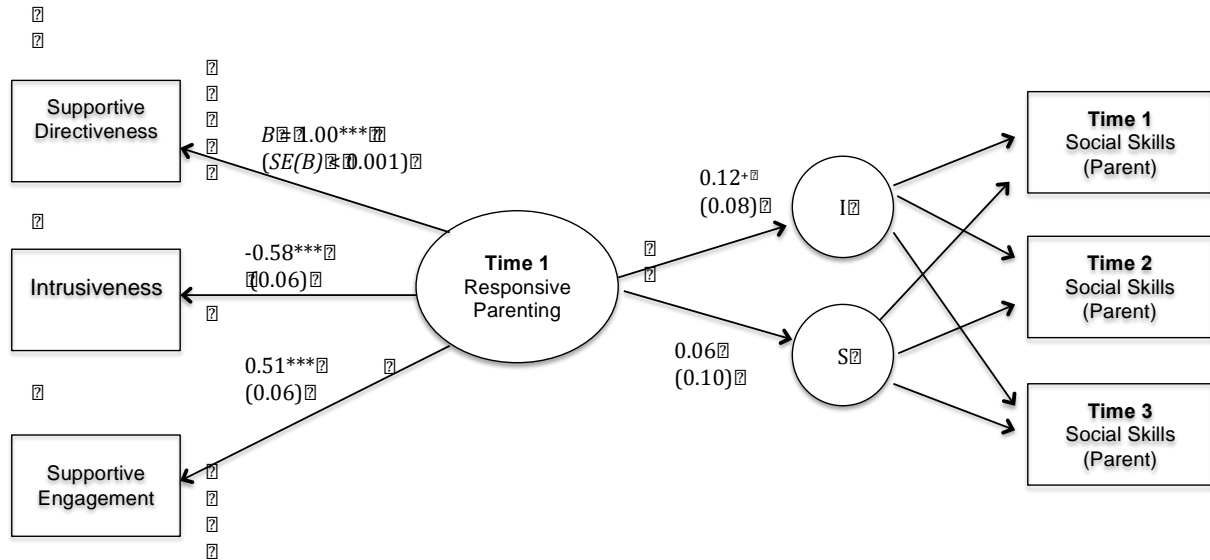 Supportive
Directiveness
B = 1.00***
(SE(B) < 0.001)
Intrusiveness
-0.58***
(0.06)
Supportive
Engagement
0.51***
(0.06)
Time 1
Responsive
Parenting
0.12+
(0.08)
0.06
(0.10)
I
S
Time 1
Social Skills
(Parent)
Time 2
Social Skills
(Parent)
Time 3
Social Skills
(Parent)